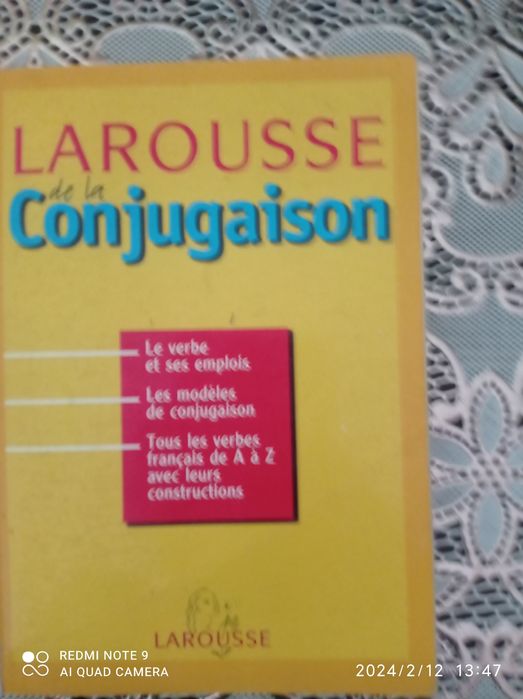 LAROUSSE
de la
Conjugaison
Le verbe
et ses emplois
Les modèles
de conjugaison
Tous les verbes
français de A à Z
avec leurs
constructions
LAROUSSE
REDMI NOTE 9
AI QUAD CAMERA
2024/2/12 13:47